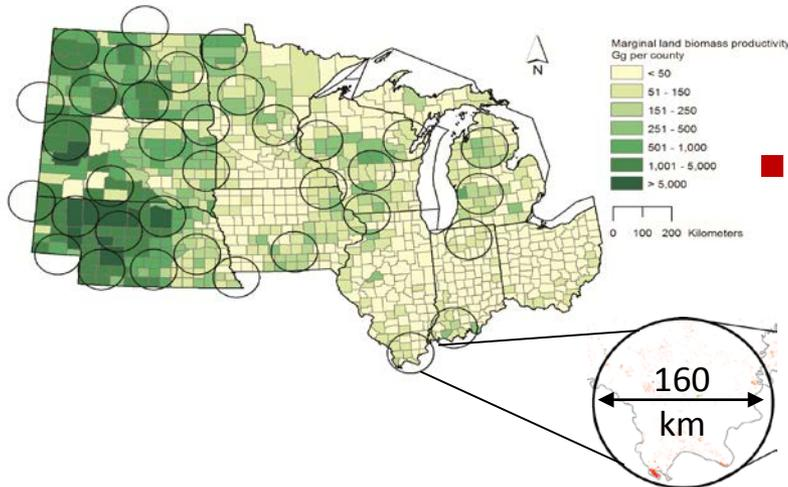 N
Marginal land biomass productivity
Gg per county
< 50
51 - 150
151 - 250
251 - 500
501 - 1,000
1,001 - 5,000
> 5,000
0 100 200 Kilometers
160
km